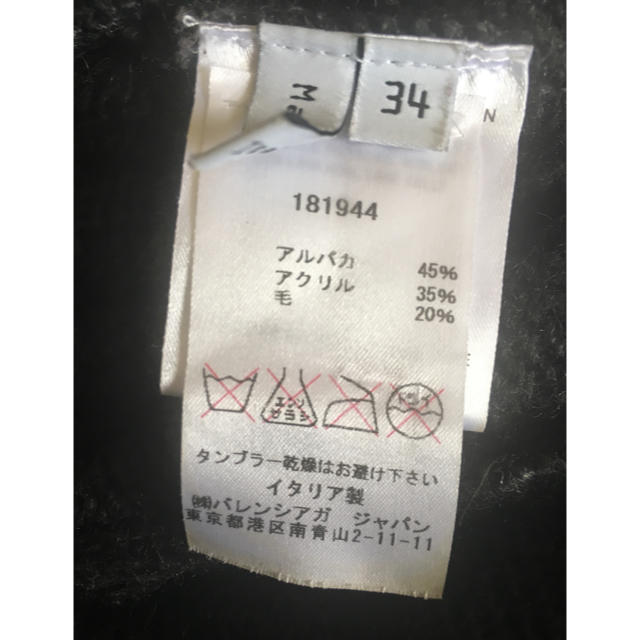 M
34
N
181944
アルパカ 45%
アクリル 35%
毛 20%
E
エンソ
サラシ
ドライ
タンブラー乾燥はお避け下さい
イタリア製
㈱バレンシアガ ジャパン
東京都港区南青山2-11-11